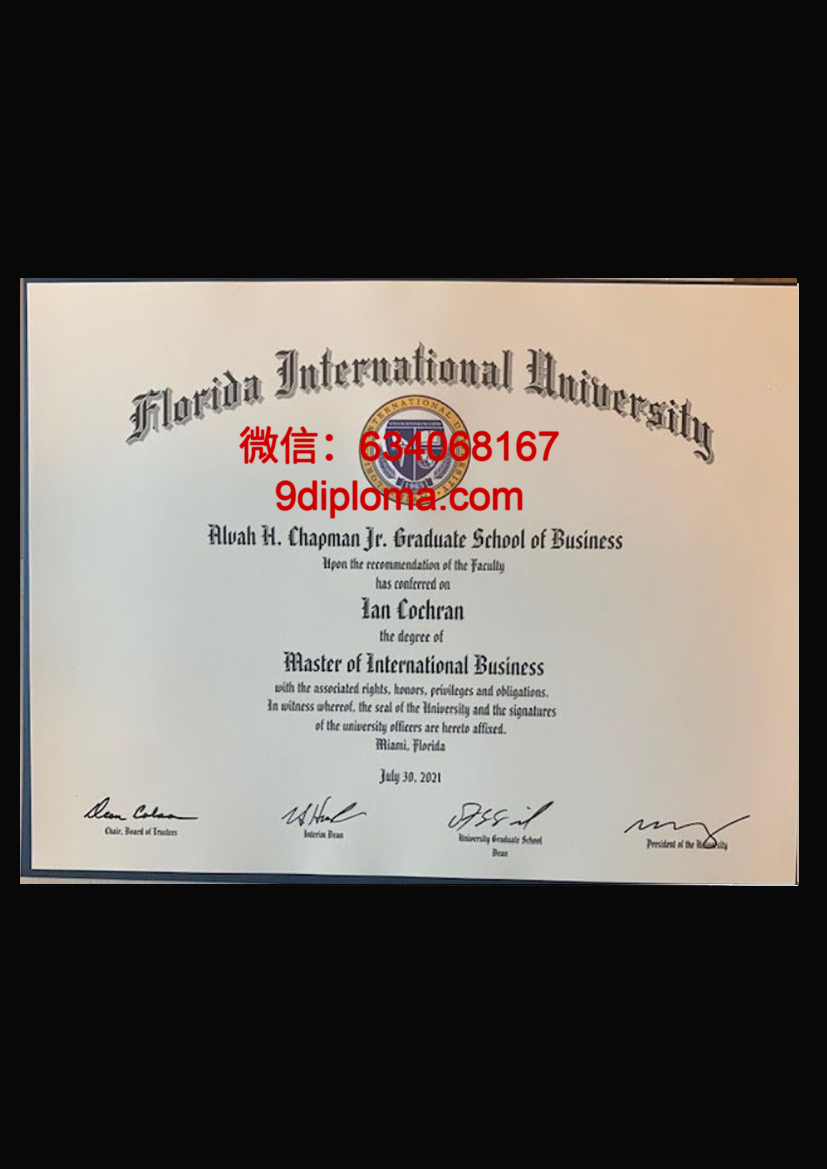 Florida International University
微信：634068167
9diploma.com
Alvah H. Chapman Jr. Graduate School of Business
Upon the recommendation of the Faculty
has conferred on
Ian Cochran
the degree of
Master of International Business
with the associated rights, honors, privileges and obligations.
In witness whereof, the seal of the University and the signatures
of the university officers are hereto affixed.
Miami, Florida
July 30, 2021
Chair, Board of Trustees
Interim Dean
University Graduate School
Dean
President of the University